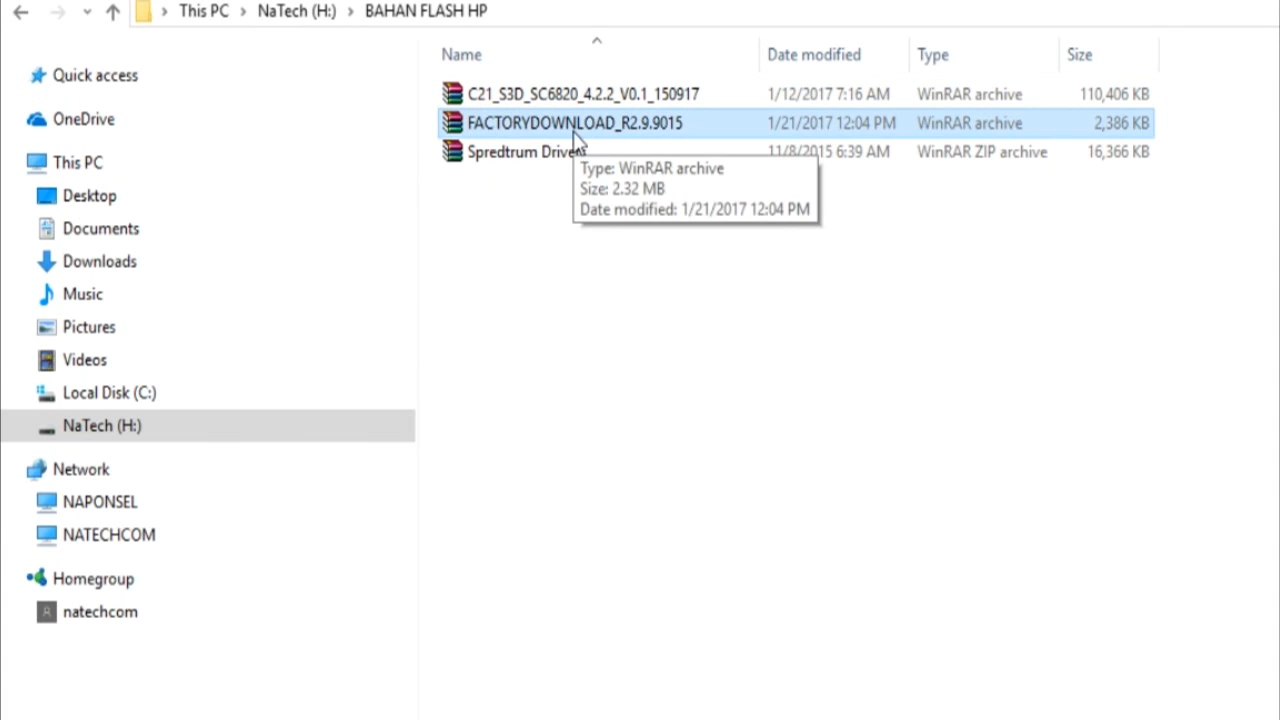 This PC > NaTech (H:) > BAHAN FLASH HP
Name Date modified Type Size
Quick access
OneDrive
This PC
Desktop
Documents
Downloads
Music
Pictures
Videos
Local Disk (C:)
NaTech (H:)
Network
NAPONSEL
NATECHCOM
Homegroup
natechcom
C21_S3D_SC6820_4.2.2_V0.1_150917 1/12/2017 7:16 AM WinRAR archive 110,406 KB
FACTORYDOWNLOAD_R2.9.9015 1/21/2017 12:04 PM WinRAR archive 2,386 KB
Spredtrum Drivers 11/8/2015 6:39 AM WinRAR ZIP archive 16,366 KB
Type: WinRAR archive
Size: 2.32 MB
Date modified: 1/21/2017 12:04 PM